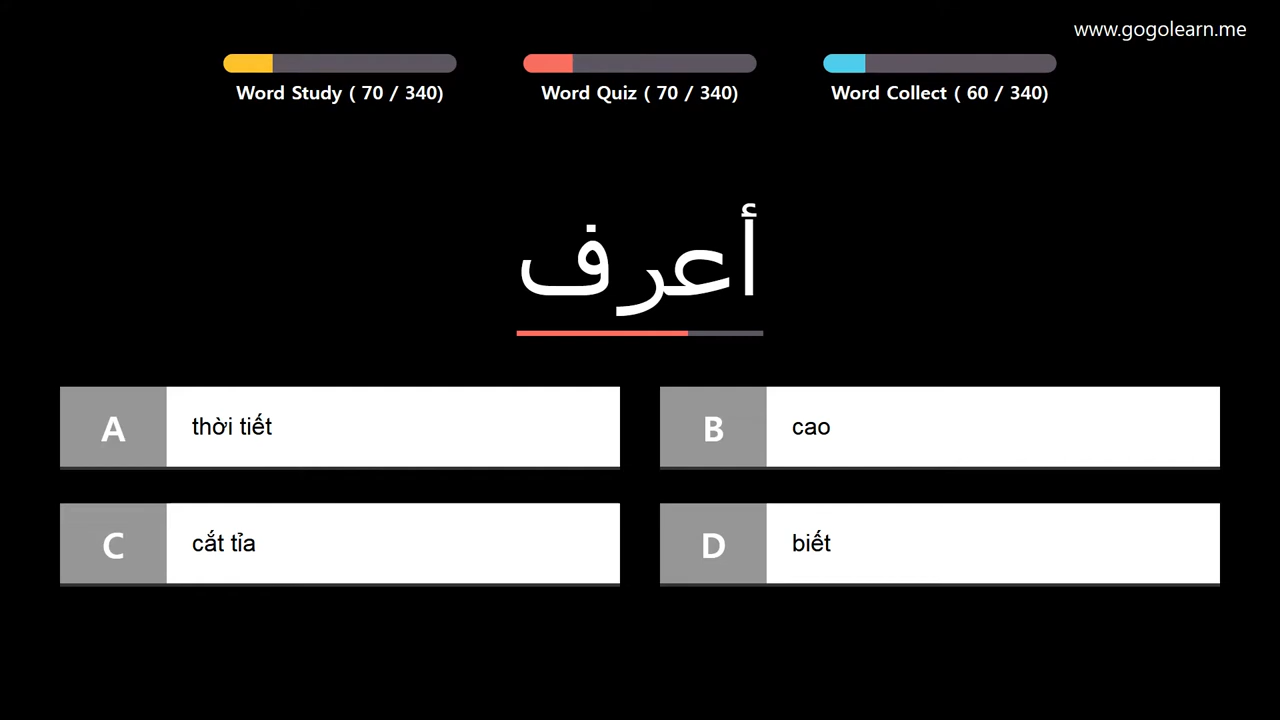 www.gogolearn.me
Word Study ( 70 / 340)
Word Quiz ( 70 / 340)
Word Collect ( 60 / 340)
أعرف
A thời tiết
B cao
C cắt tỉa
D biết